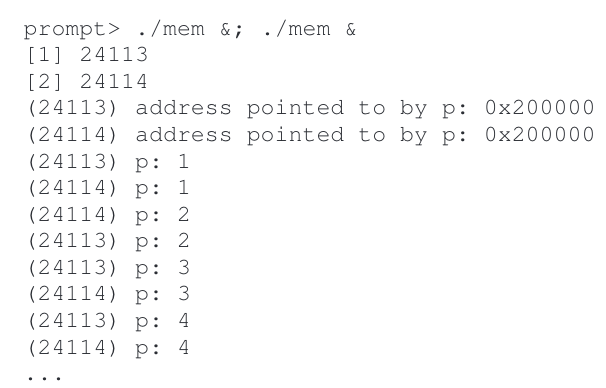 prompt> ./mem &; ./mem &
[1] 24113
[2] 24114
(24113) address pointed to by p: 0x200000
(24114) address pointed to by p: 0x200000
(24113) p: 1
(24114) p: 1
(24114) p: 2
(24113) p: 2
(24113) p: 3
(24114) p: 3
(24113) p: 4
(24114) p: 4
...